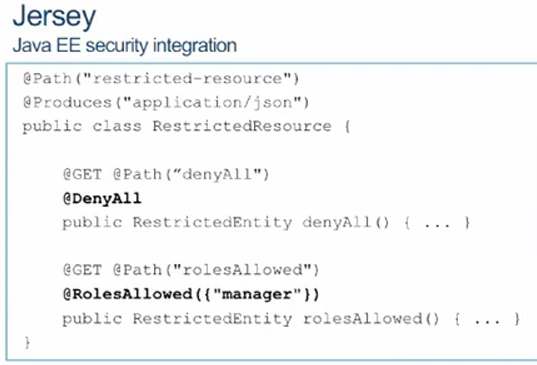 Jersey
Java EE security integration
@Path("restricted-resource")
@Produces("application/json")
public class RestrictedResource {
@GET @Path(“denyAll")
@DenyAll
public RestrictedEntity denyAll() { ... }
@GET @Path("rolesAllowed")
@RolesAllowed({"manager"})
public RestrictedEntity rolesAllowed() { ... }
}